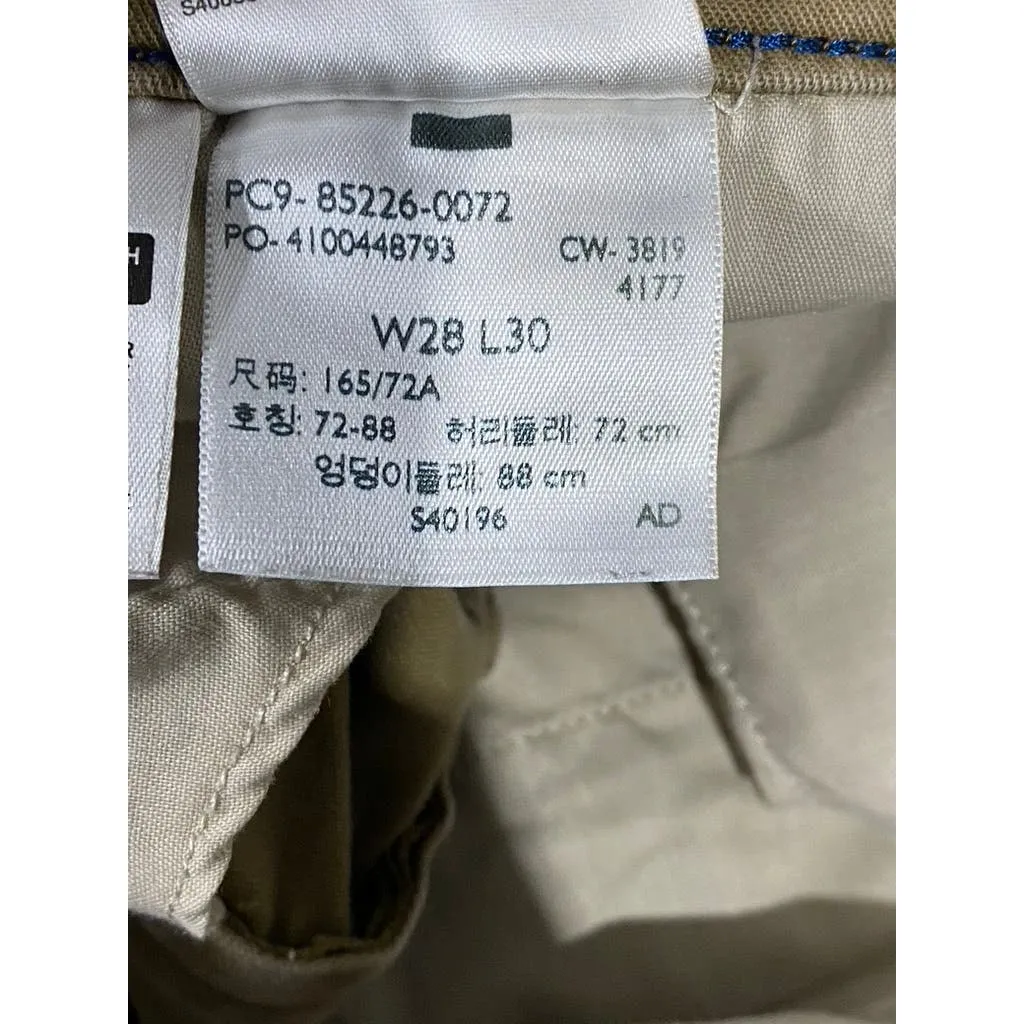 PC9- 85226-0072
PO- 4100448793 CW- 3819
4177
W28 L30
尺码: 165/72A
호칭: 72-88 허리둘레: 72 cm
엉덩이둘레: 88 cm
S40196 AD
H
R